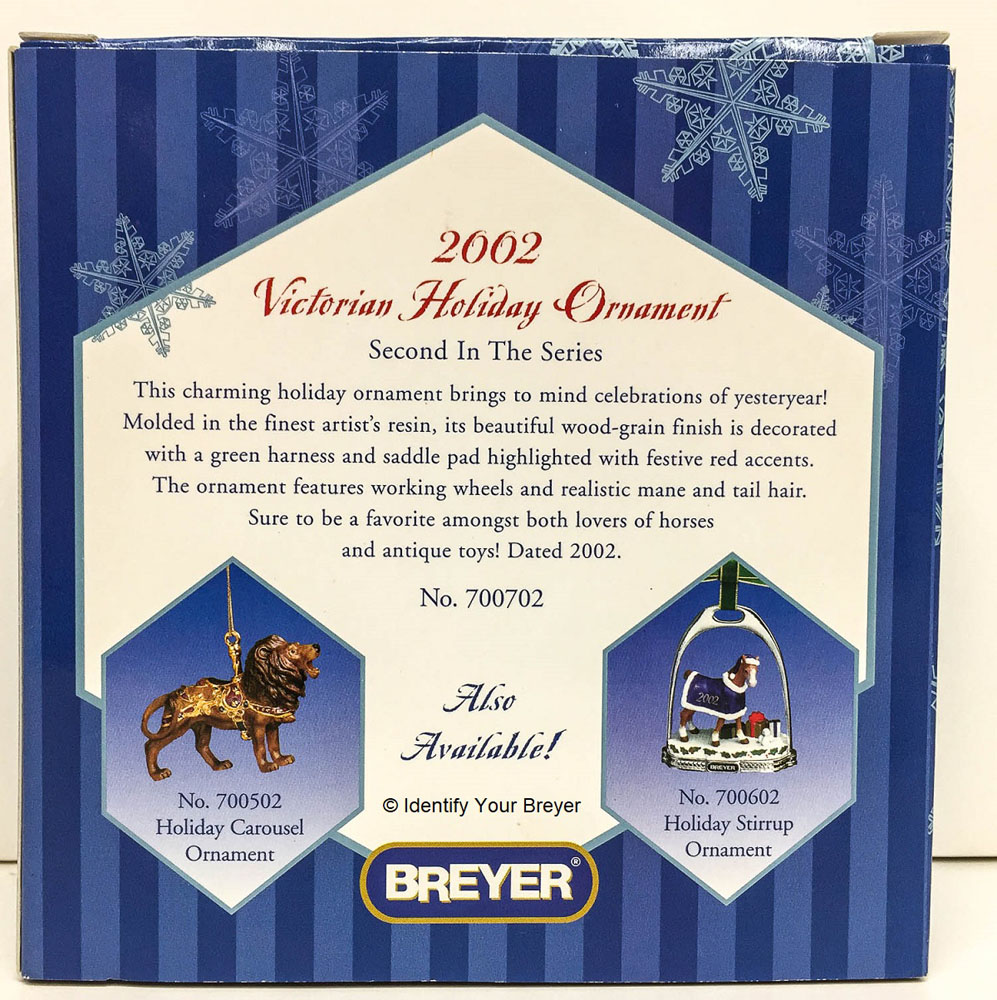 2002
Victorian Holiday Ornament
Second In The Series
This charming holiday ornament brings to mind celebrations of yesteryear!
Molded in the finest artist's resin, its beautiful wood-grain finish is decorated
with a green harness and saddle pad highlighted with festive red accents.
The ornament features working wheels and realistic mane and tail hair.
Sure to be a favorite amongst both lovers of horses
and antique toys! Dated 2002.
No. 700702
Also
Available!
2002
BREYER
No. 700502
Holiday Carousel
Ornament
No. 700602
Holiday Stirrup
Ornament
© Identify Your Breyer
BREYER®